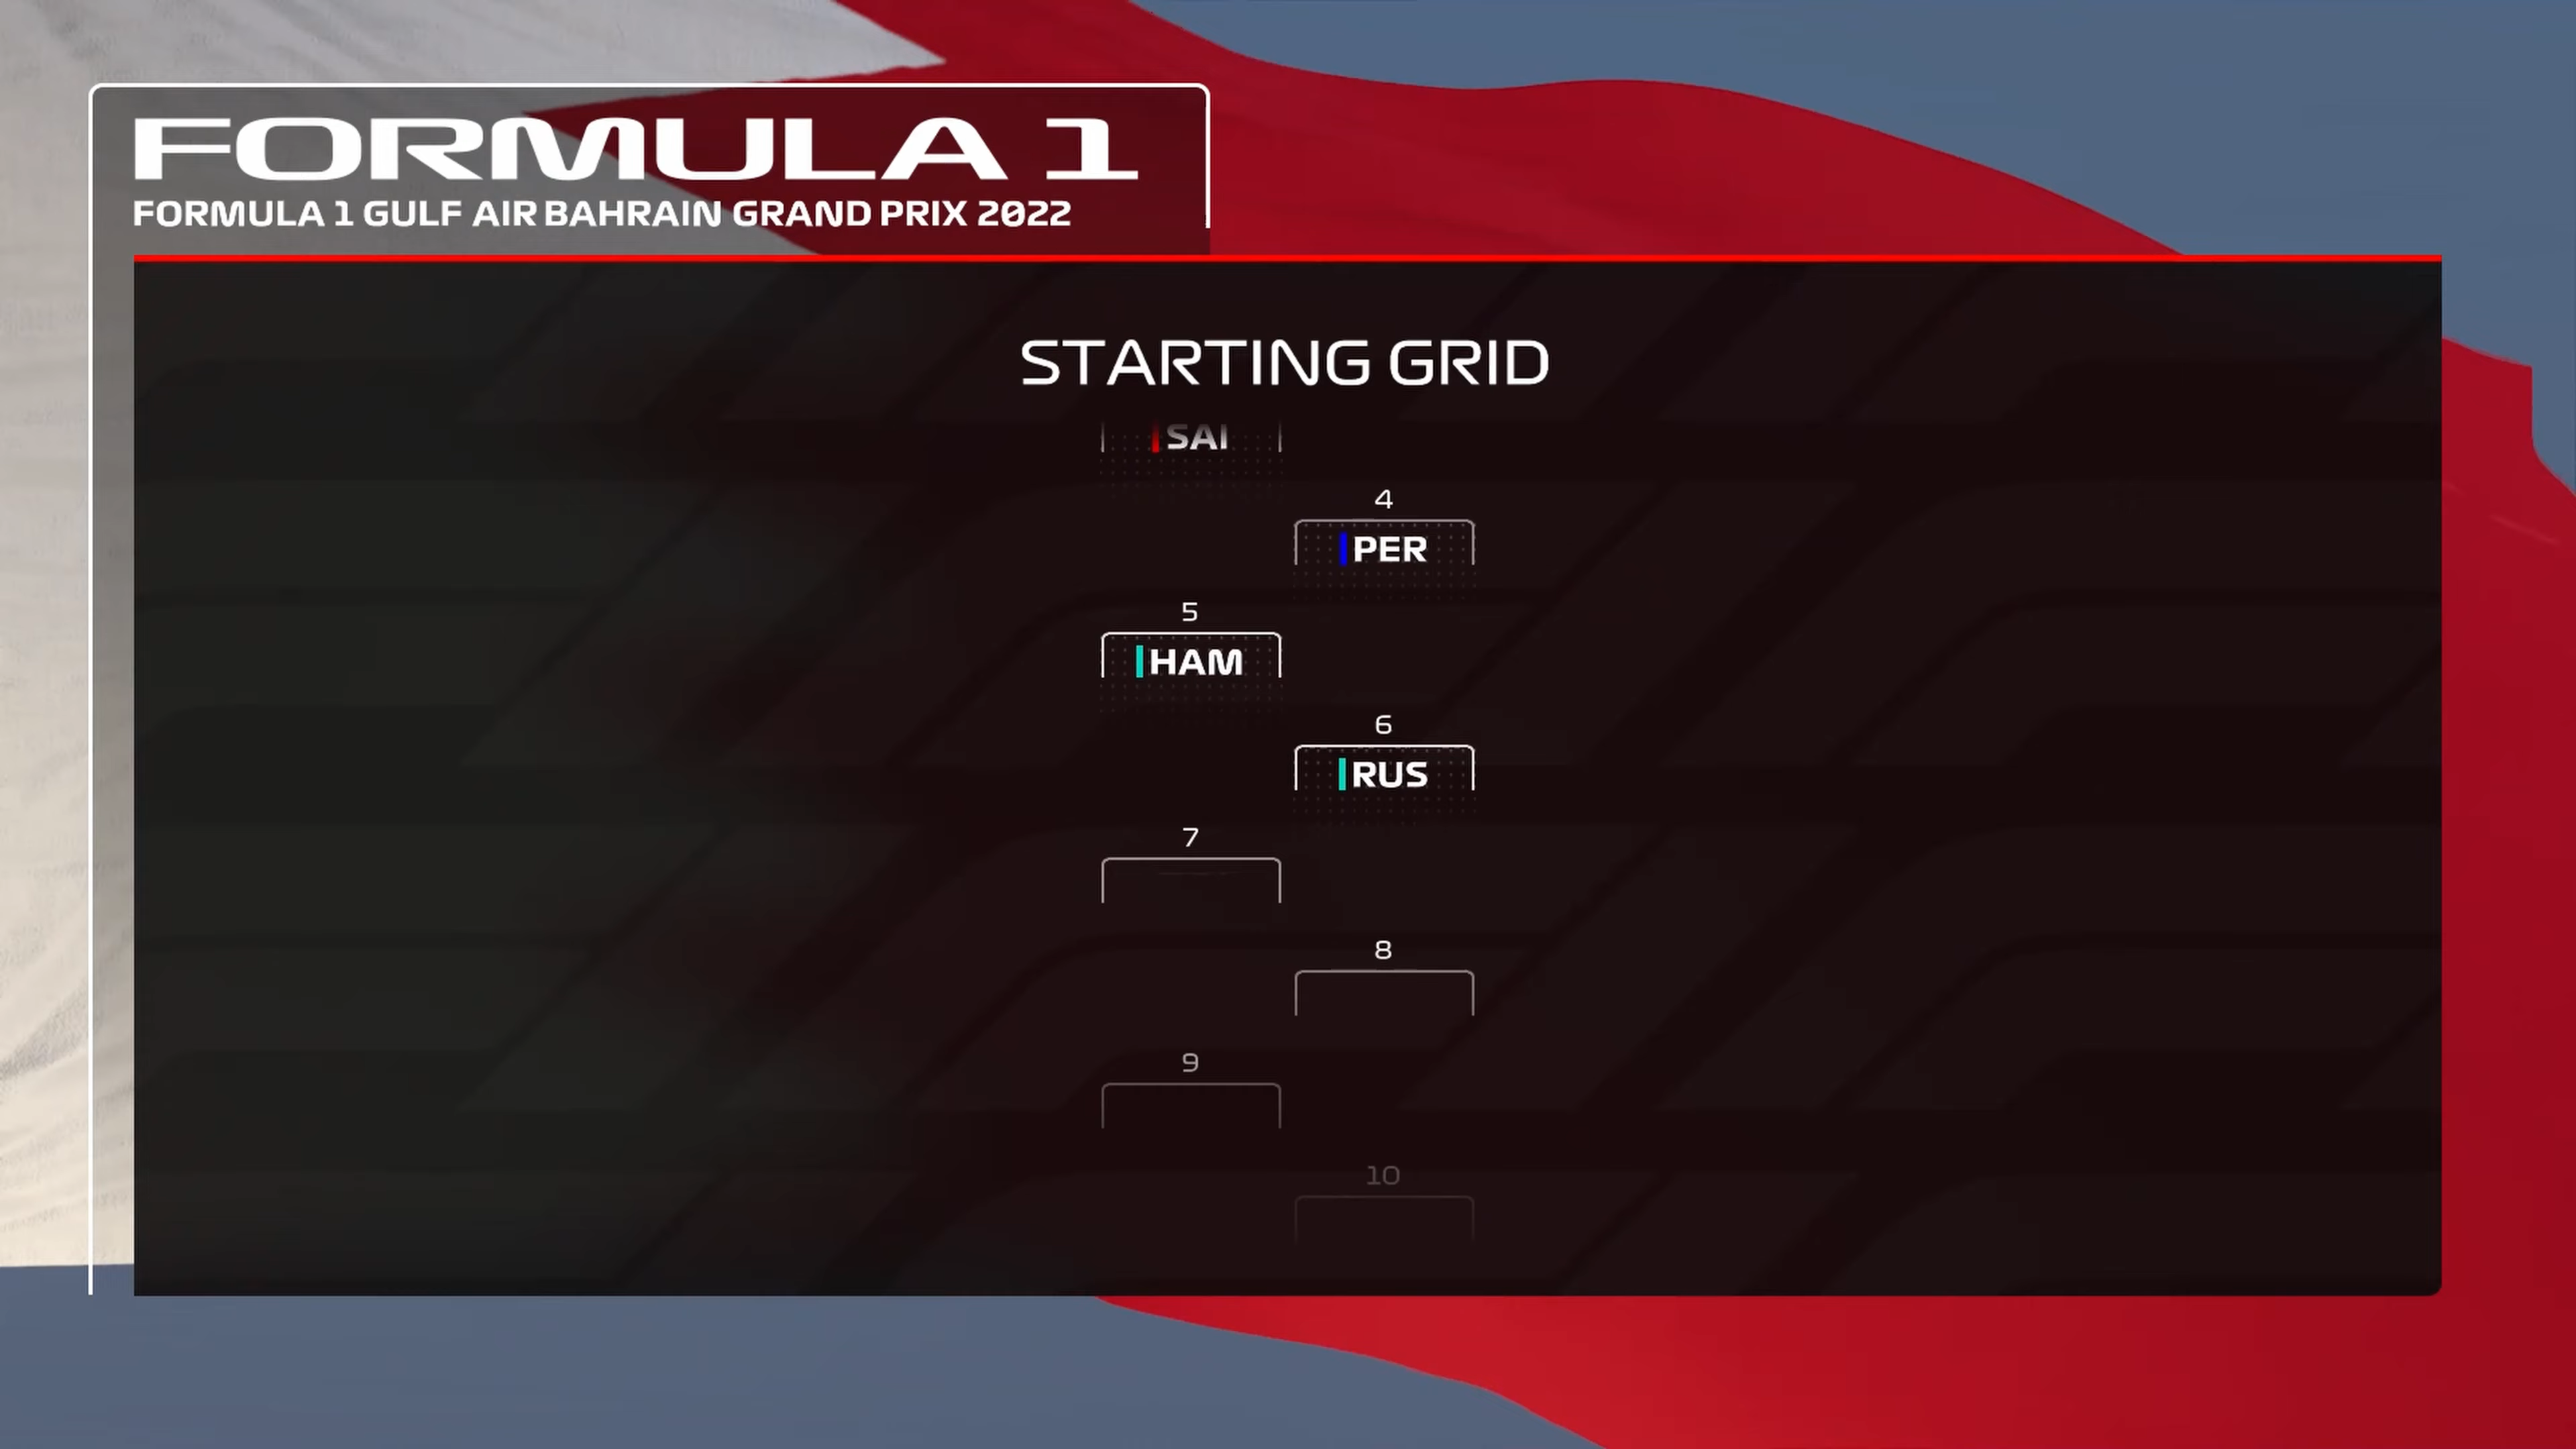 FORMULA 1
FORMULA 1 GULF AIR BAHRAIN GRAND PRIX 2022
STARTING GRID
SAI
4
PER
5
HAM
6
RUS
7
8
9
10